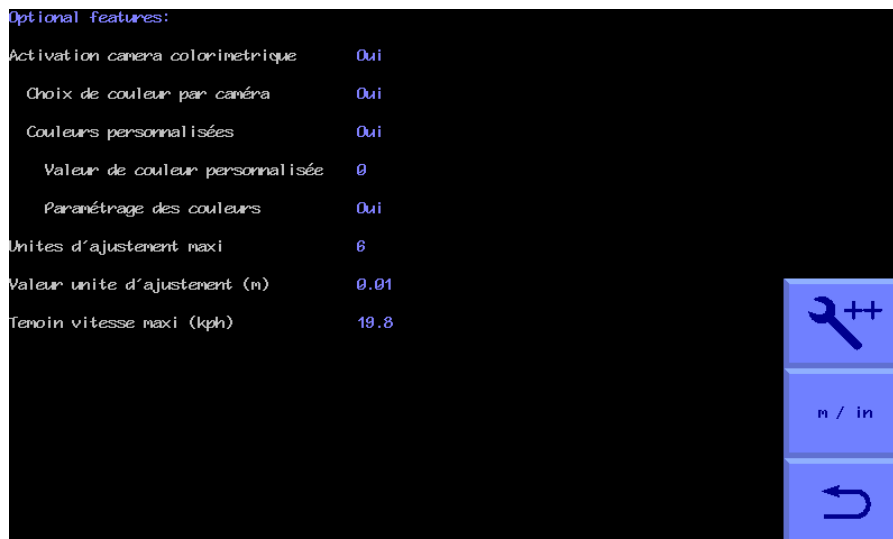 Optional features:
Activation camera colorimetrique Oui
Choix de couleur par caméra Oui
Couleurs personnalisées Oui
Valeur de couleur personnalisée 0
Paramétrage des couleurs Oui
Unites d´ajustement maxi 6
Valeur unite d´ajustement (m) 0.01
Temoin vitesse maxi (kph) 19.8
++
m / in